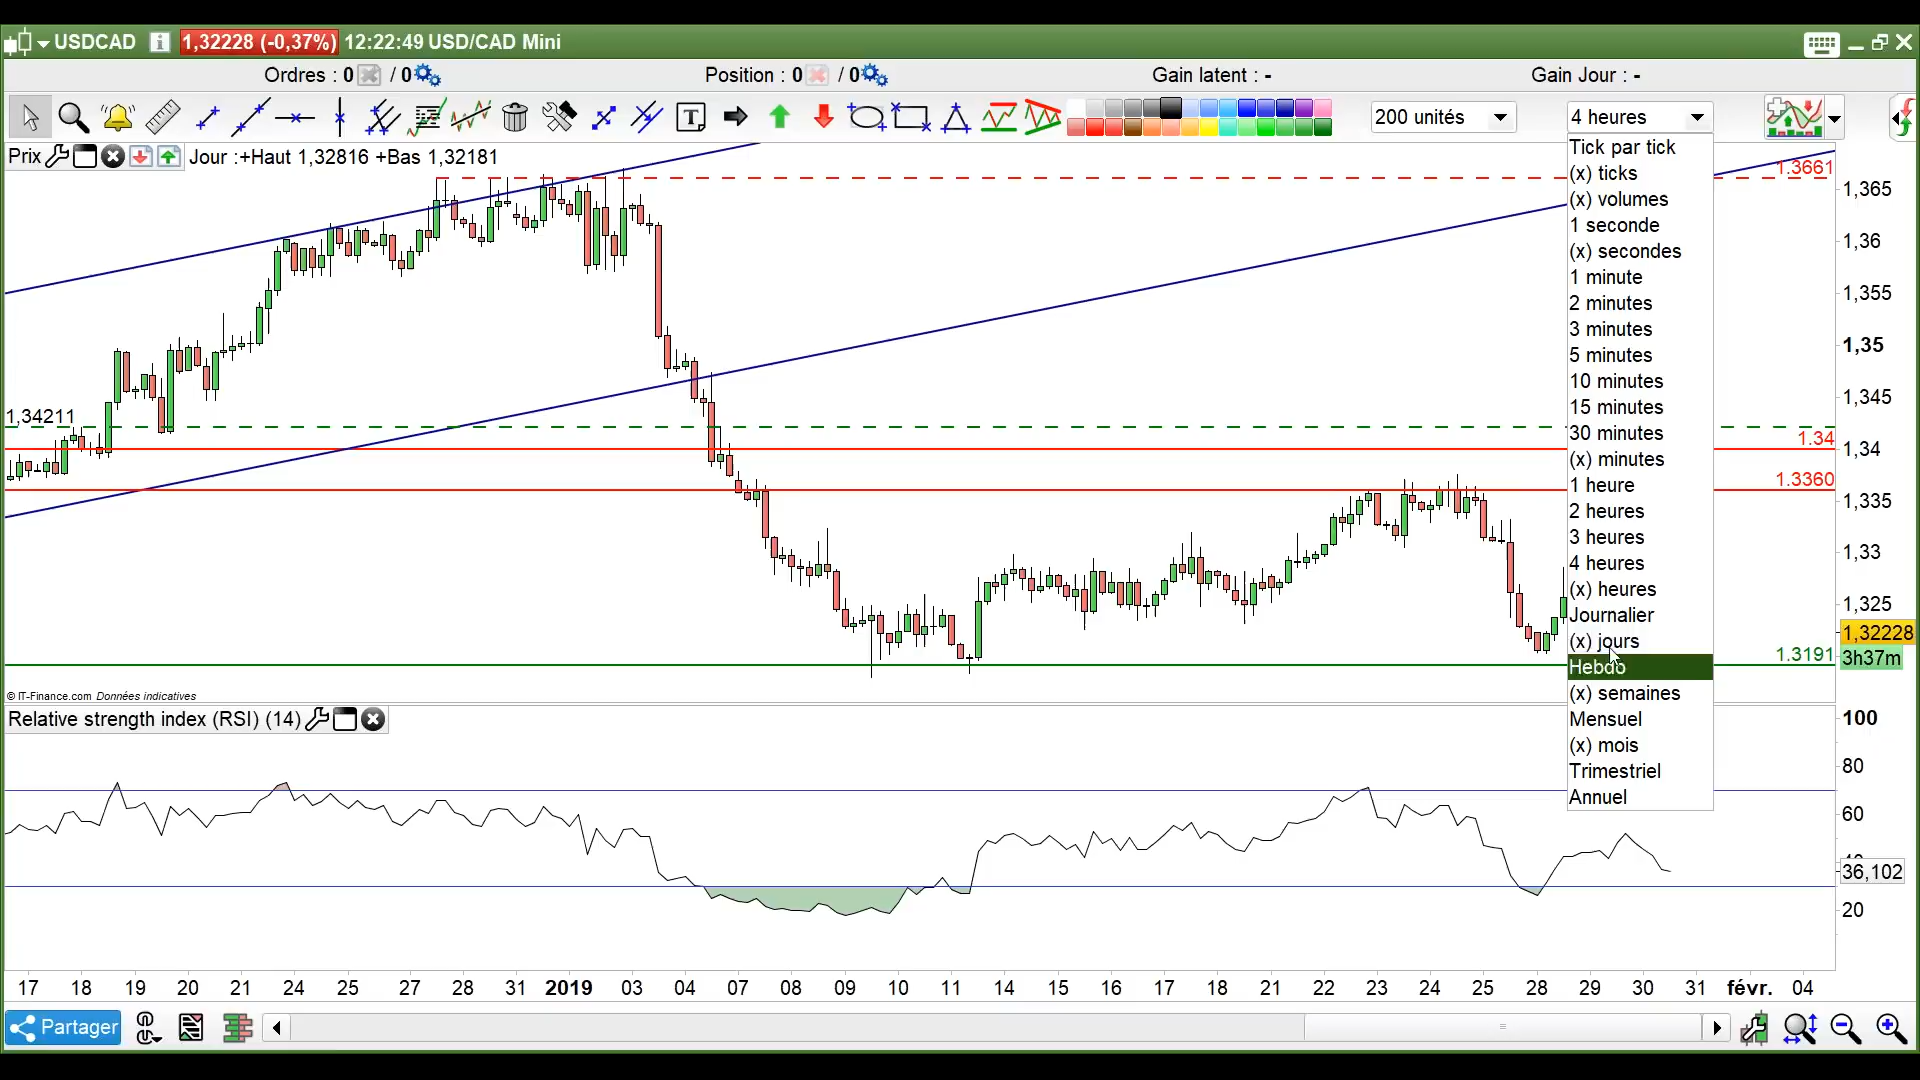 USDCAD 1,32228 (-0,37%) 12:22:49 USD/CAD Mini
Ordres : 0 / 0 Position : 0 / 0 Gain latent : - Gain Jour : -
T 200 unités 4 heures
Prix Jour :+Haut 1,32816 +Bas 1,32181
Tick par tick
(x) ticks
(x) volumes
1 seconde
(x) secondes
1 minute
2 minutes
3 minutes
5 minutes
10 minutes
15 minutes
30 minutes
(x) minutes
1 heure
2 heures
3 heures
4 heures
(x) heures
Journalier
(x) jours
Hebdo
(x) semaines
Mensuel
(x) mois
Trimestriel
Annuel
1.3661
1,34211
1.34
1.3360
1.3191
1,365
1,36
1,355
1,35
1,345
1,34
1,335
1,33
1,325
1,32228
3h37m
© IT-Finance.com Données indicatives
Relative strength index (RSI) (14)
100
80
60
36,102
20
17 18 19 20 21 24 25 27 28 31 2019 03 04 07 08 09 10 11 14 15 16 17 18 21 22 23 24 25 28 29 30 31 févr. 04
Partager